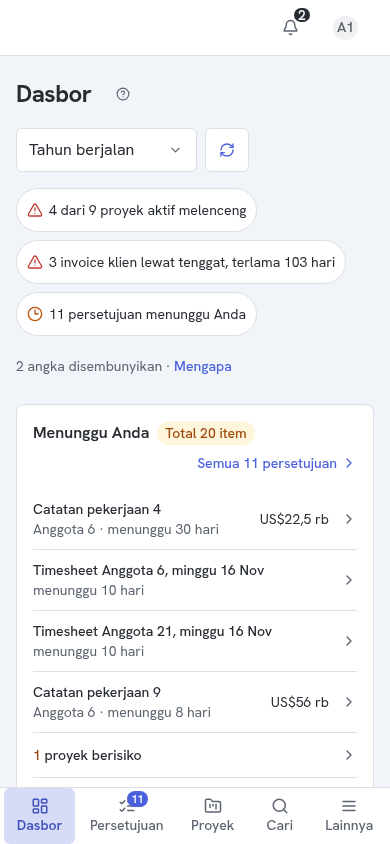 2
A1
Dasbor
Tahun berjalan
4 dari 9 proyek aktif melenceng
3 invoice klien lewat tenggat, terlama 103 hari
11 persetujuan menunggu Anda
2 angka disembunyikan · Mengapa
Menunggu Anda Total 20 item
Semua 11 persetujuan
Catatan pekerjaan 4
Anggota 6 · menunggu 30 hari
US$22,5 rb
Timesheet Anggota 6, minggu 16 Nov
menunggu 10 hari
Timesheet Anggota 21, minggu 16 Nov
menunggu 10 hari
Catatan pekerjaan 9
Anggota 6 · menunggu 8 hari
US$56 rb
1 proyek berisiko
11
Dasbor Persetujuan Proyek Cari Lainnya